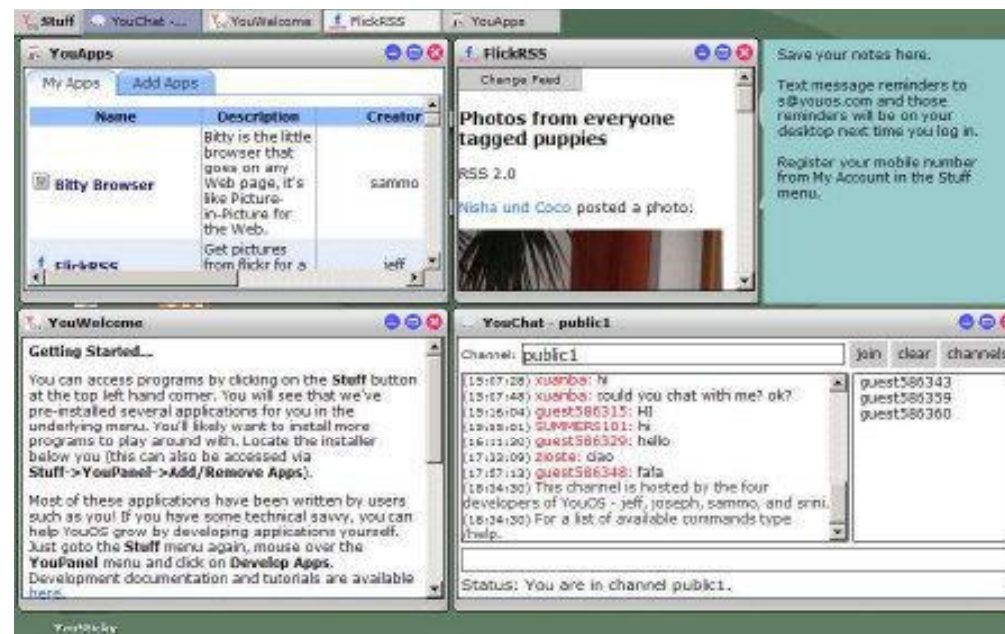 Stuff
YouChat - ...
YouWelcome
FlickRSS
YouApps
YouApps
My Apps
Add Apps
Name Description Creator
Bitty Browser
Bitty is the little
browser that
goes on any
Web page, it's
like Picture-
in-Picture for
the Web.
sammo
FlickRSS
Get pictures
from flickr for a
jeff
FlickRSS
Change Feed
Photos from everyone
tagged puppies
RSS 2.0
Nisha und Coco posted a photo:
Save your notes here.
Text message reminders to
s@youos.com and those
reminders will be on your
desktop next time you log in.
Register your mobile number
from My Account in the Stuff
menu.
YouWelcome
Getting Started...
You can access programs by clicking on the Stuff button
at the top left hand corner. You will see that we've
pre-installed several applications for you in the
underlying menu. You'll likely want to install more
programs to play around with. Locate the installer
below you (this can also be accessed via
Stuff->YouPanel->Add/Remove Apps).
Most of these applications have been written by users
such as you! If you have some technical savvy, you can
help YouOS grow by developing applications yourself.
Just goto the Stuff menu again, mouse over the
YouPanel menu and click on Develop Apps.
Development documentation and tutorials are available
here.
YouChat - public1
Channel: public1
join clear channels
(15:07:28) xuanba: hi
(15:07:48) xuanba: sould you chat with me? ok?
(15:16:04) guest586315: HI
SUMMERS101: hi
(16:11:20) guest586329: hello
zioste: ciao
(17:57:13) guest586348: fafa
(18:34:30) This channel is hosted by the four
developers of YouOS - jeff, joseph, sammo, and srini.
(18:34:30) For a list of available commands type
/help.
guest586343
guest586359
guest586360
Status: You are in channel public1.
YouSticky